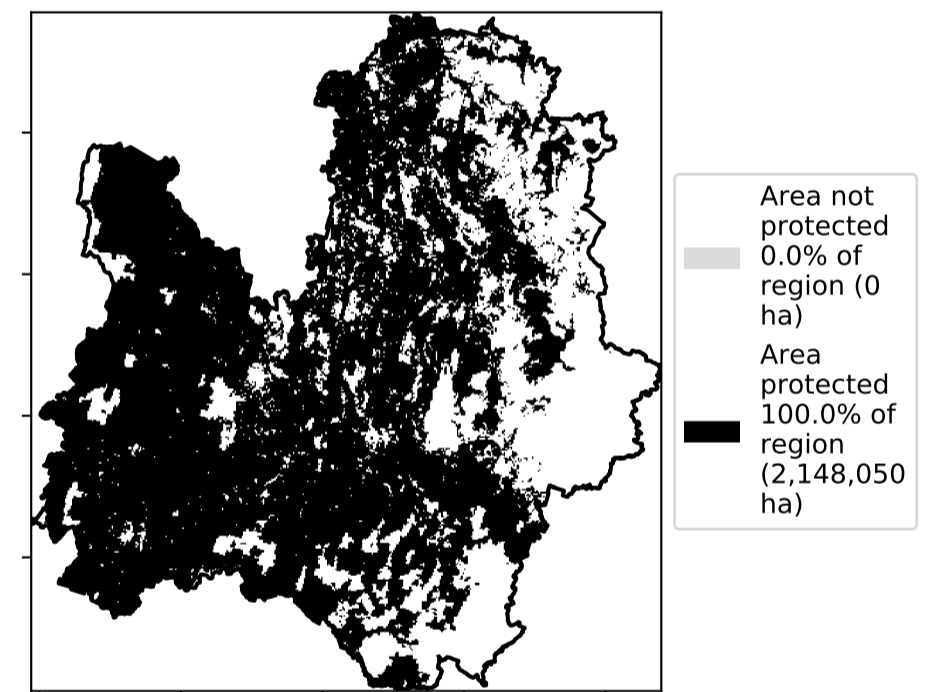 Area not
protected
0.0% of
region (0
ha)
Area
protected
100.0% of
region
(2,148,050
ha)